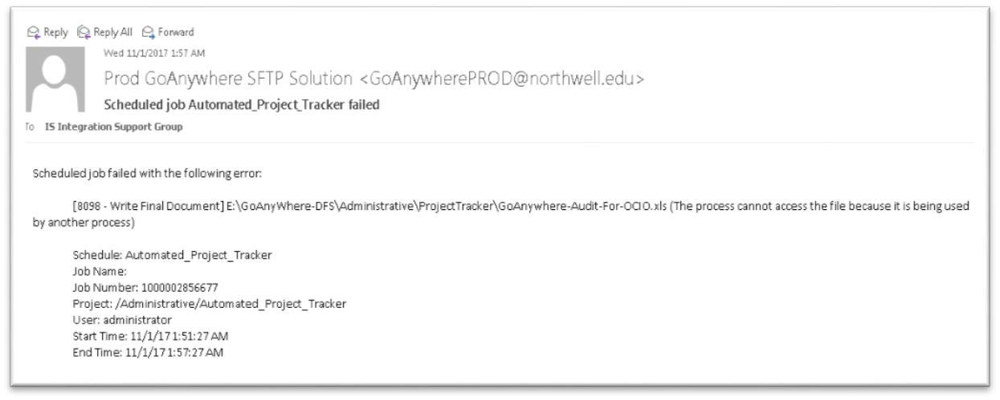 Reply Reply All Forward
Wed 11/1/2017 1:57 AM
Prod GoAnywhere SFTP Solution <GoAnywherePROD@northwell.edu>
Scheduled job Automated_Project_Tracker failed
To IS Integration Support Group
Scheduled job failed with the following error:
[8098 - Write Final Document] E:\GoAnyWhere-DFS\Administrative\ProjectTracker\GoAnywhere-Audit-For-OCIO.xls (The process cannot access the file because it is being used
by another process)
Schedule: Automated_Project_Tracker
Job Name:
Job Number: 1000002856677
Project: /Administrative/Automated_Project_Tracker
User: administrator
Start Time: 11/1/17 1:51:27 AM
End Time: 11/1/17 1:57:27 AM